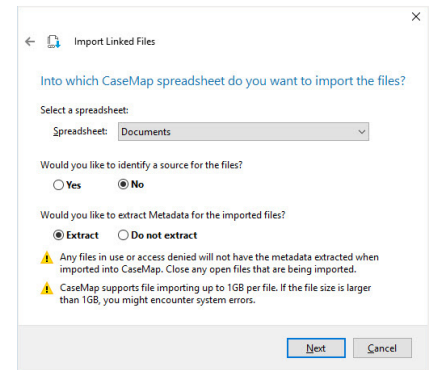 Import Linked Files
Into which CaseMap spreadsheet do you want to import the files?
Select a spreadsheet:
Spreadsheet: Documents
Would you like to identify a source for the files?
Yes No
Would you like to extract Metadata for the imported files?
Extract Do not extract
Any files in use or access denied will not have the metadata extracted when
imported into CaseMap. Close any open files that are being imported.
CaseMap supports file importing up to 1GB per file. If the file size is larger
than 1GB, you might encounter system errors.
Next Cancel